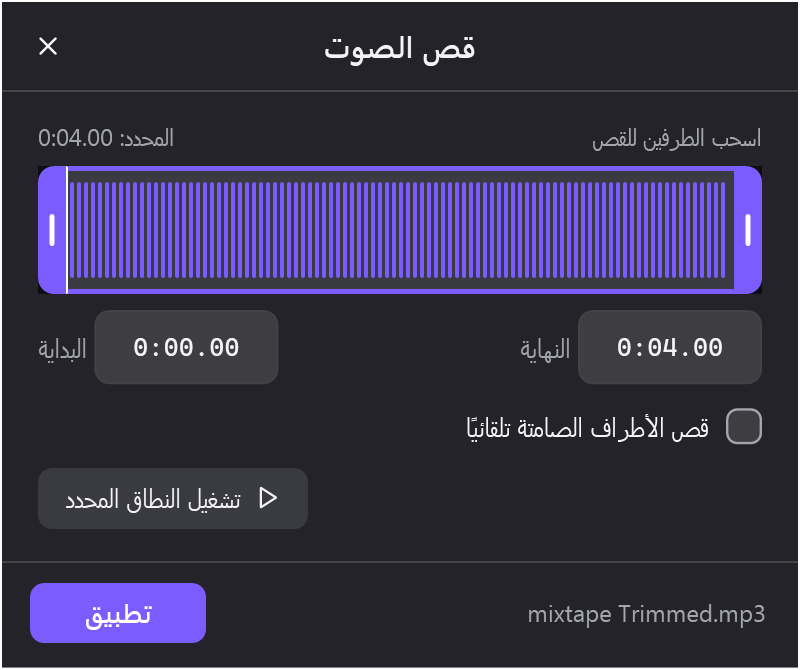 قص الصوت
اسحب الطرفين للقص
المحدد: 0:04.00
0:04.00 النهاية
0:00.00 البداية
قص الأطراف الصامتة تلقائيًا
تشغيل النطاق المحدد
mixtape Trimmed.mp3
تطبيق